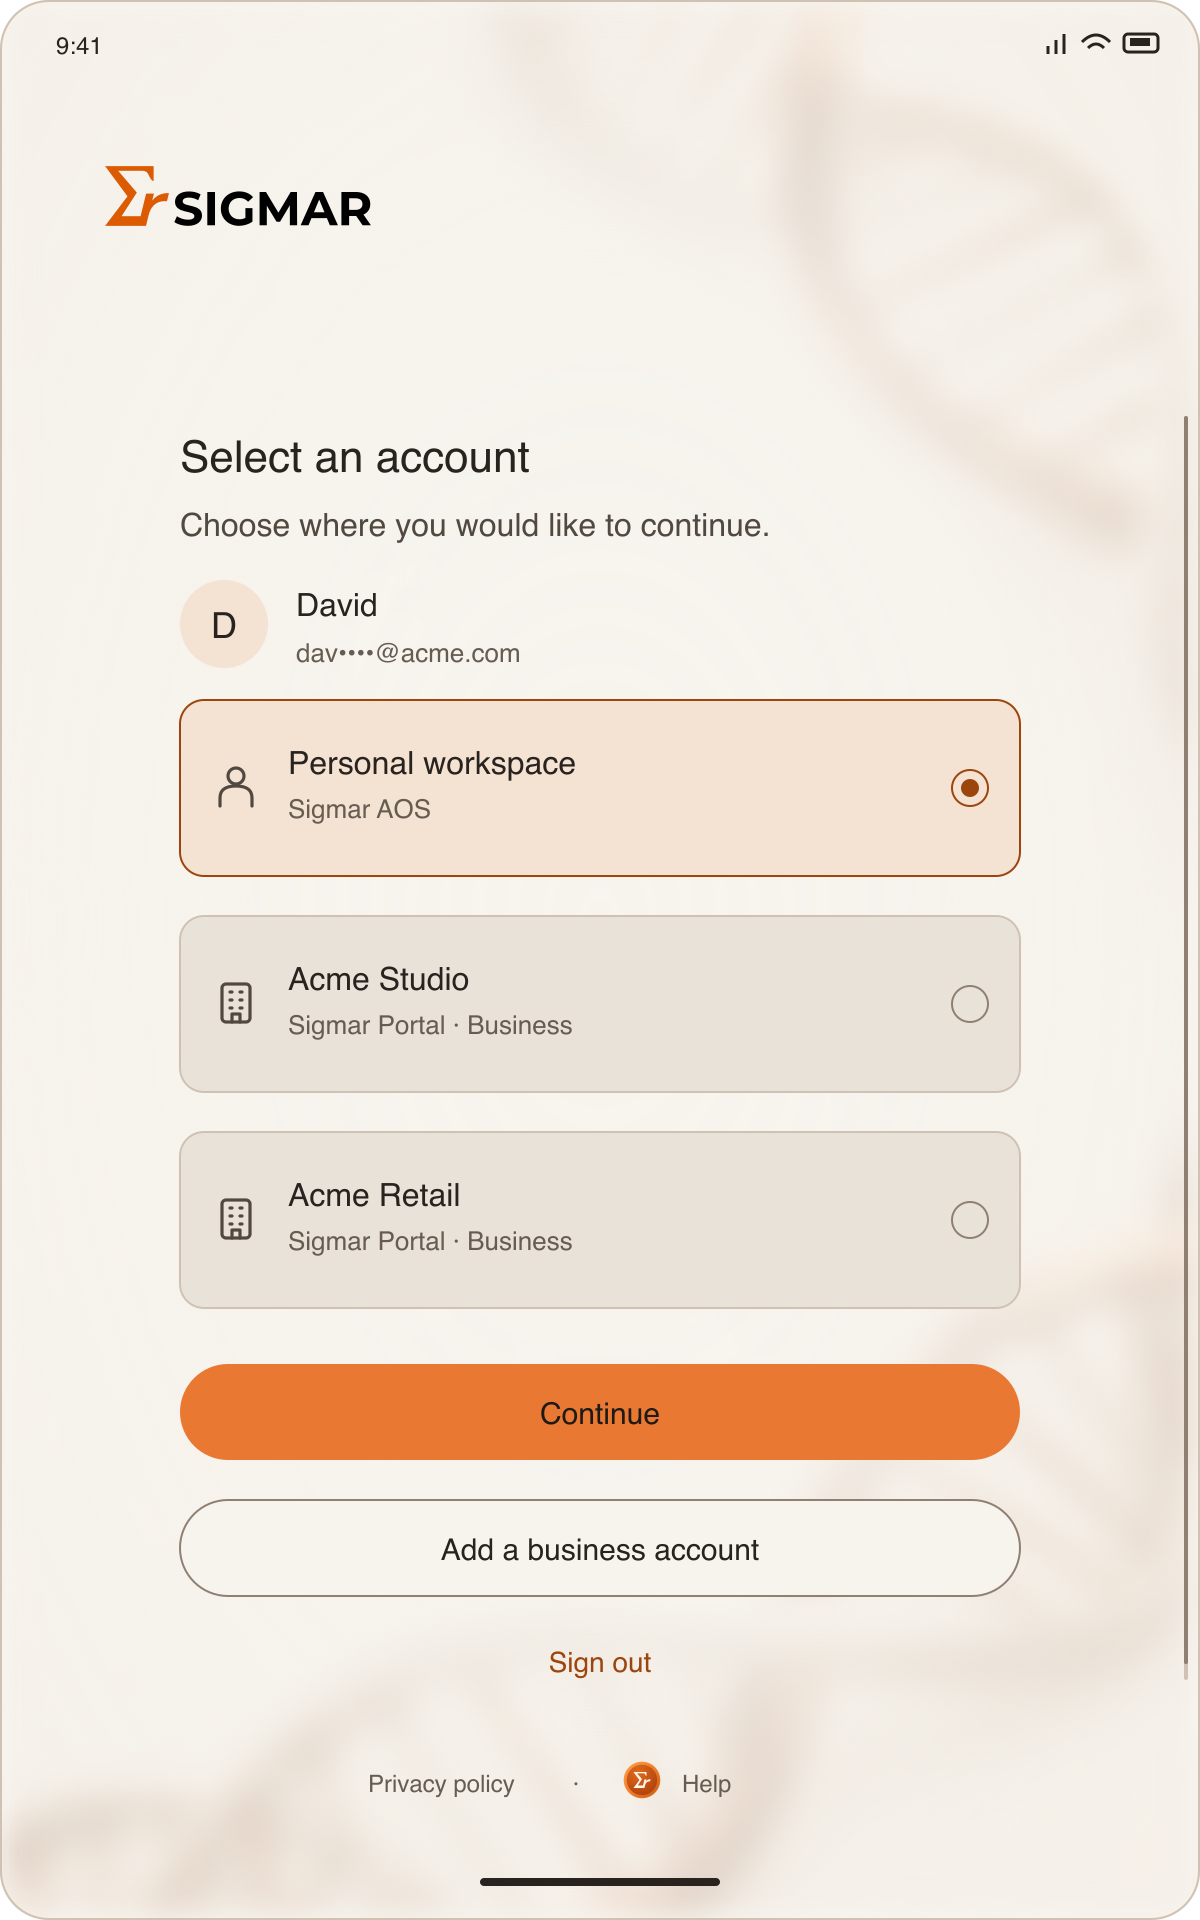 9:41
Σr SIGMAR
Select an account
Choose where you would like to continue.
D
David
dav••••@acme.com
Personal workspace
Sigmar AOS
Acme Studio
Sigmar Portal · Business
Acme Retail
Sigmar Portal · Business
Continue
Add a business account
Sign out
Privacy policy · Σr Help